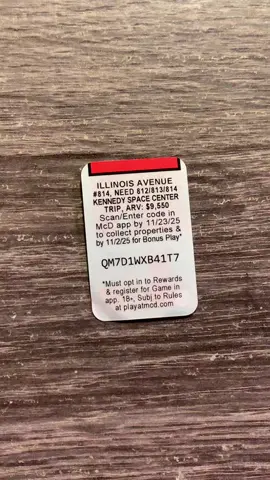 ILLINOIS AVENUE
#814, NEED 812/813/814
KENNEDY SPACE CENTER
TRIP, ARV: $9,550
Scan/Enter code in
McD app by 11/23/25
to collect properties &
by 11/2/25 for Bonus Play*
QM7D1WXB41T7
*Must opt in to Rewards
& register for Game in
app. 18+, Subj to Rules
at playatmcd.com